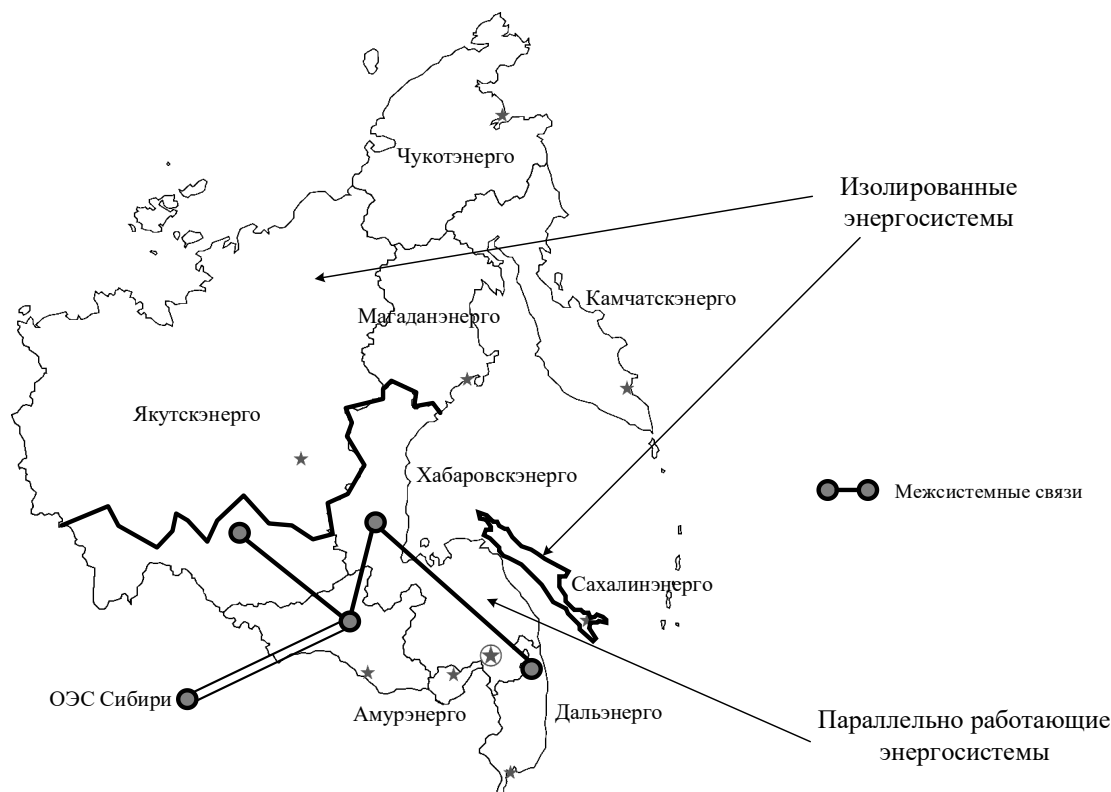 Чукотэнерго
Изолированные
энергосистемы
Камчатскэнерго
Магаданэнерго
Якутскэнерго
Хабаровскэнерго
Межсистемные связи
Сахалинэнерго
ОЭС Сибири
Амурэнерго
Дальэнерго
Параллельно работающие
энергосистемы